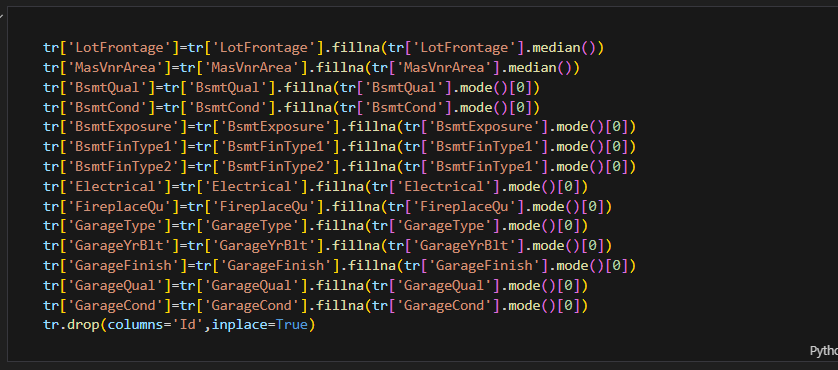 tr['LotFrontage']=tr['LotFrontage'].fillna(tr['LotFrontage'].median())
tr['MasVnrArea']=tr['MasVnrArea'].fillna(tr['MasVnrArea'].median())
tr['BsmtQual']=tr['BsmtQual'].fillna(tr['BsmtQual'].mode()[0])
tr['BsmtCond']=tr['BsmtCond'].fillna(tr['BsmtCond'].mode()[0])
tr['BsmtExposure']=tr['BsmtExposure'].fillna(tr['BsmtExposure'].mode()[0])
tr['BsmtFinType1']=tr['BsmtFinType1'].fillna(tr['BsmtFinType1'].mode()[0])
tr['BsmtFinType2']=tr['BsmtFinType2'].fillna(tr['BsmtFinType1'].mode()[0])
tr['Electrical']=tr['Electrical'].fillna(tr['Electrical'].mode()[0])
tr['FireplaceQu']=tr['FireplaceQu'].fillna(tr['FireplaceQu'].mode()[0])
tr['GarageType']=tr['GarageType'].fillna(tr['GarageType'].mode()[0])
tr['GarageYrBlt']=tr['GarageYrBlt'].fillna(tr['GarageYrBlt'].mode()[0])
tr['GarageFinish']=tr['GarageFinish'].fillna(tr['GarageFinish'].mode()[0])
tr['GarageQual']=tr['GarageQual'].fillna(tr['GarageQual'].mode()[0])
tr['GarageCond']=tr['GarageCond'].fillna(tr['GarageCond'].mode()[0])
tr.drop(columns='Id',inplace=True)
Pytho